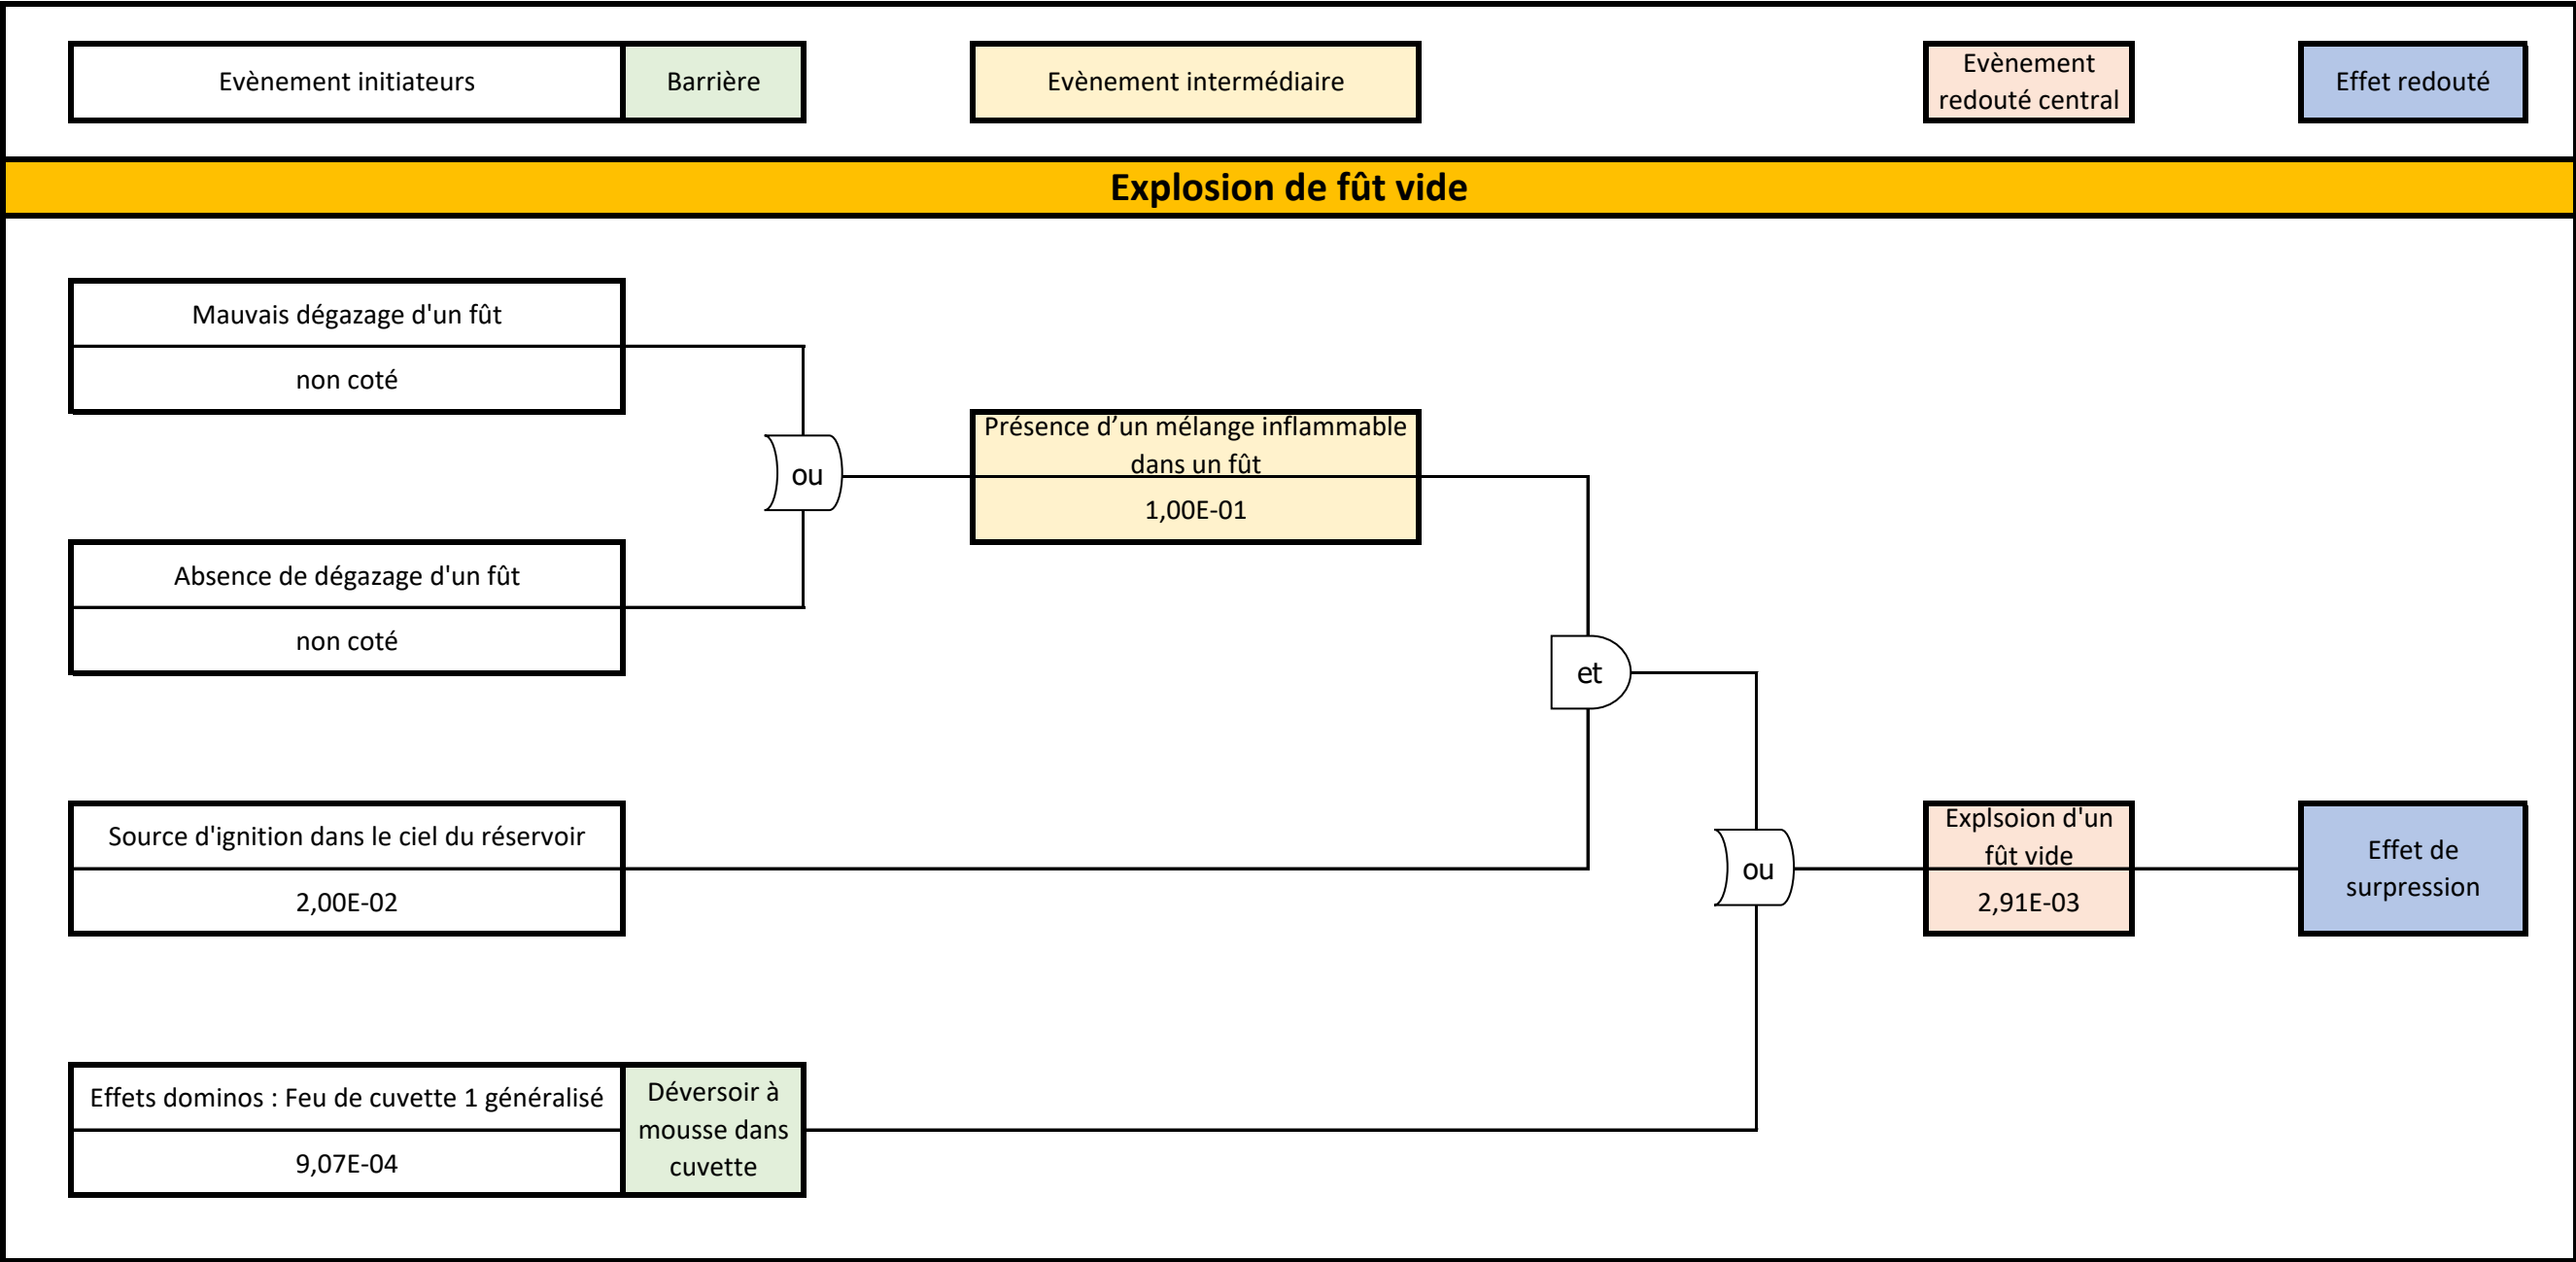 Evènement initiateurs
Barrière
Evènement intermédiaire
Evènement
redouté central
Effet redouté
Explosion de fût vide
Mauvais dégazage d'un fût
non coté
ou
Présence d’un mélange inflammable
dans un fût
1,00E-01
Absence de dégazage d'un fût
non coté
et
Source d'ignition dans le ciel du réservoir
2,00E-02
ou
Explsoion d'un
fût vide
2,91E-03
Effet de
surpression
Effets dominos : Feu de cuvette 1 généralisé
9,07E-04
Déversoir à
mousse dans
cuvette